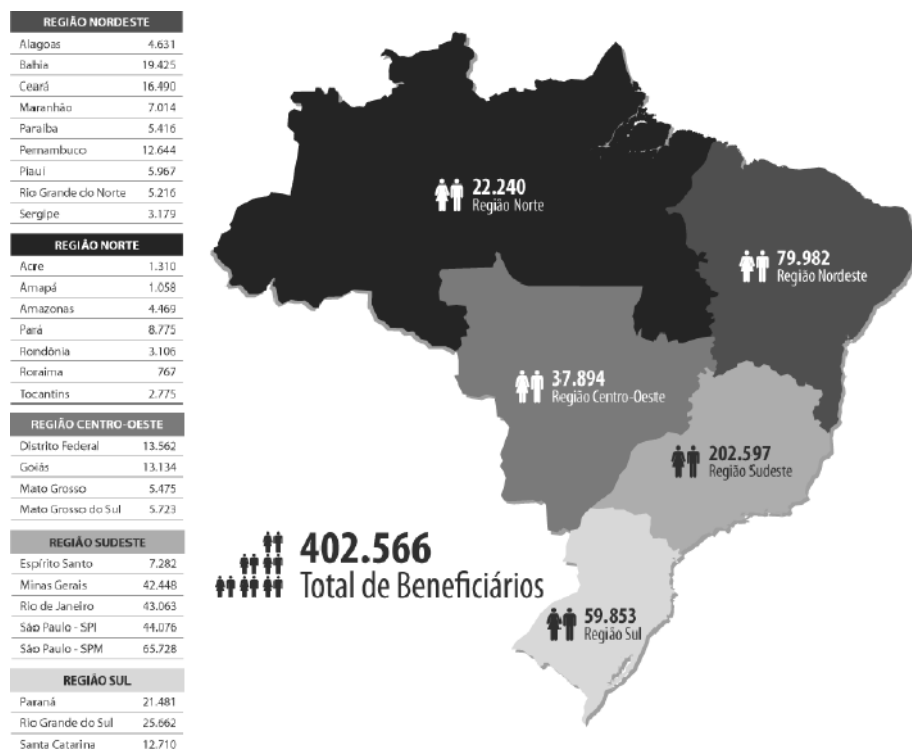 REGIÃO NORDESTE
Alagoas 4.631
Bahia 19.425
Ceará 16.490
Maranhão 7.014
Paraíba 5.416
Pernambuco 12.644
Piauí 5.967
Rio Grande do Norte 5.216
Sergipe 3.179
REGIÃO NORTE
Acre 1.310
Amapá 1.058
Amazonas 4.469
Pará 8.775
Rondônia 3.106
Roraima 767
Tocantins 2.775
REGIÃO CENTRO-OESTE
Distrito Federal 13.562
Goiás 13.134
Mato Grosso 5.475
Mato Grosso do Sul 5.723
REGIÃO SUDESTE
Espírito Santo 7.282
Minas Gerais 42.448
Rio de Janeiro 43.063
São Paulo - SPI 44.076
São Paulo - SPM 65.728
REGIÃO SUL
Paraná 21.481
Rio Grande do Sul 25.662
Santa Catarina 12.710
22.240
Região Norte
79.982
Região Nordeste
37.894
Região Centro-Oeste
202.597
Região Sudeste
402.566
Total de Beneficiários
59.853
Região Sul